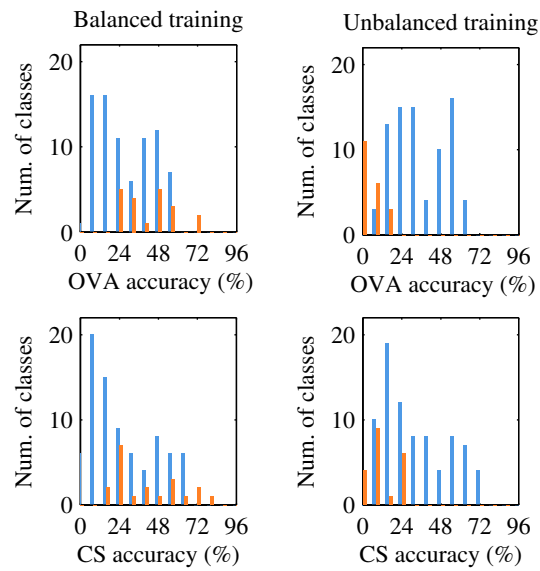 Balanced training
Unbalanced training
20
10
0
Num. of classes
0 24 48 72 96
OVA accuracy (%)
20
10
0
Num. of classes
0 24 48 72 96
OVA accuracy (%)
20
10
0
Num. of classes
0 24 48 72 96
CS accuracy (%)
20
10
0
Num. of classes
0 24 48 72 96
CS accuracy (%)